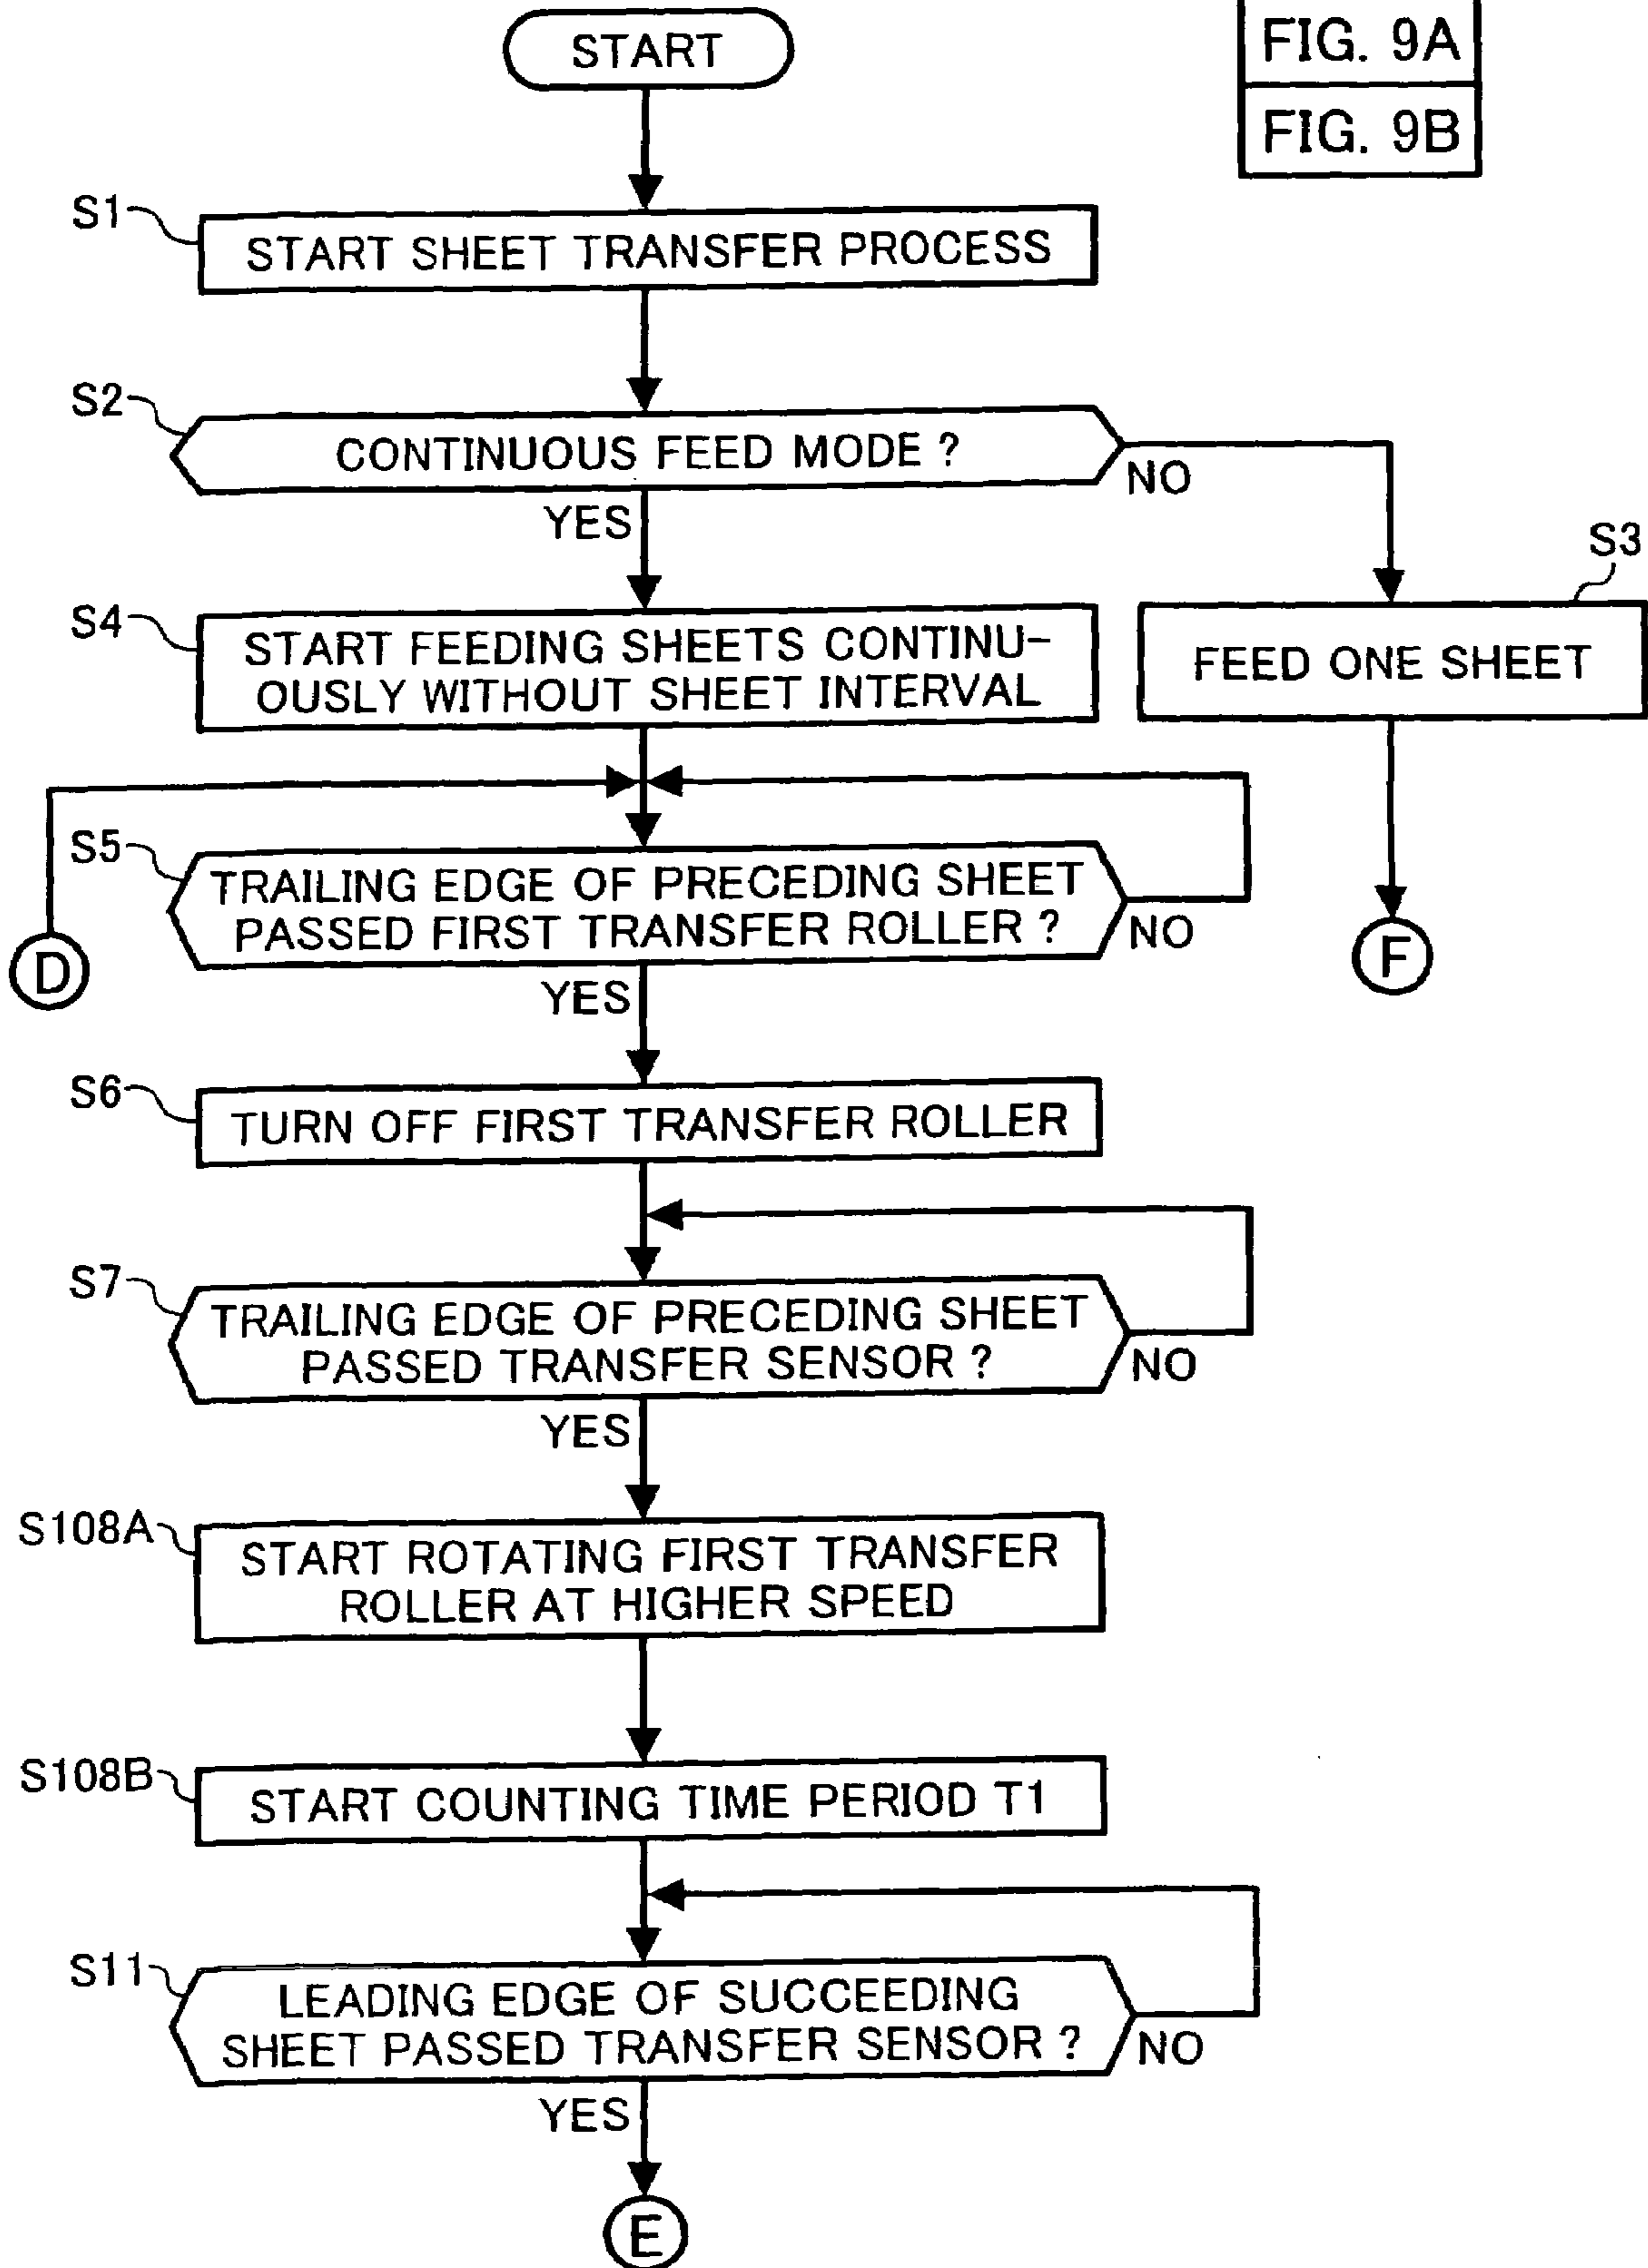 FIG. 9A
FIG. 9B
START
S1
START SHEET TRANSFER PROCESS
S2
CONTINUOUS FEED MODE ?
NO
YES
S3
FEED ONE SHEET
S4
START FEEDING SHEETS CONTINU-
OUSLY WITHOUT SHEET INTERVAL
S5
TRAILING EDGE OF PRECEDING SHEET
PASSED FIRST TRANSFER ROLLER ?
NO
D
F
YES
S6
TURN OFF FIRST TRANSFER ROLLER
S7
TRAILING EDGE OF PRECEDING SHEET
PASSED TRANSFER SENSOR ?
NO
YES
S108A
START ROTATING FIRST TRANSFER
ROLLER AT HIGHER SPEED
S108B
START COUNTING TIME PERIOD T1
S11
LEADING EDGE OF SUCCEEDING
SHEET PASSED TRANSFER SENSOR ?
NO
YES
E